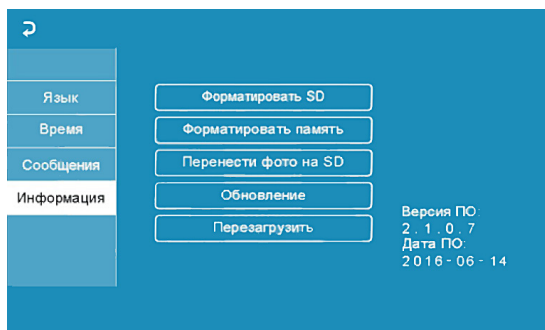 Язык
Время
Сообщения
Информация
Форматировать SD
Форматировать память
Перенести фото на SD
Обновление
Перезагрузить
Версия ПО:
2.1.0.7
Дата ПО:
2016-06-14